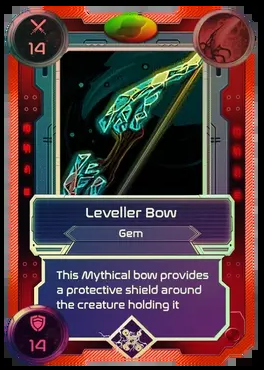 14
Leveller Bow
Gem
This Mythical bow provides
a protective shield around
the creature holding it
14